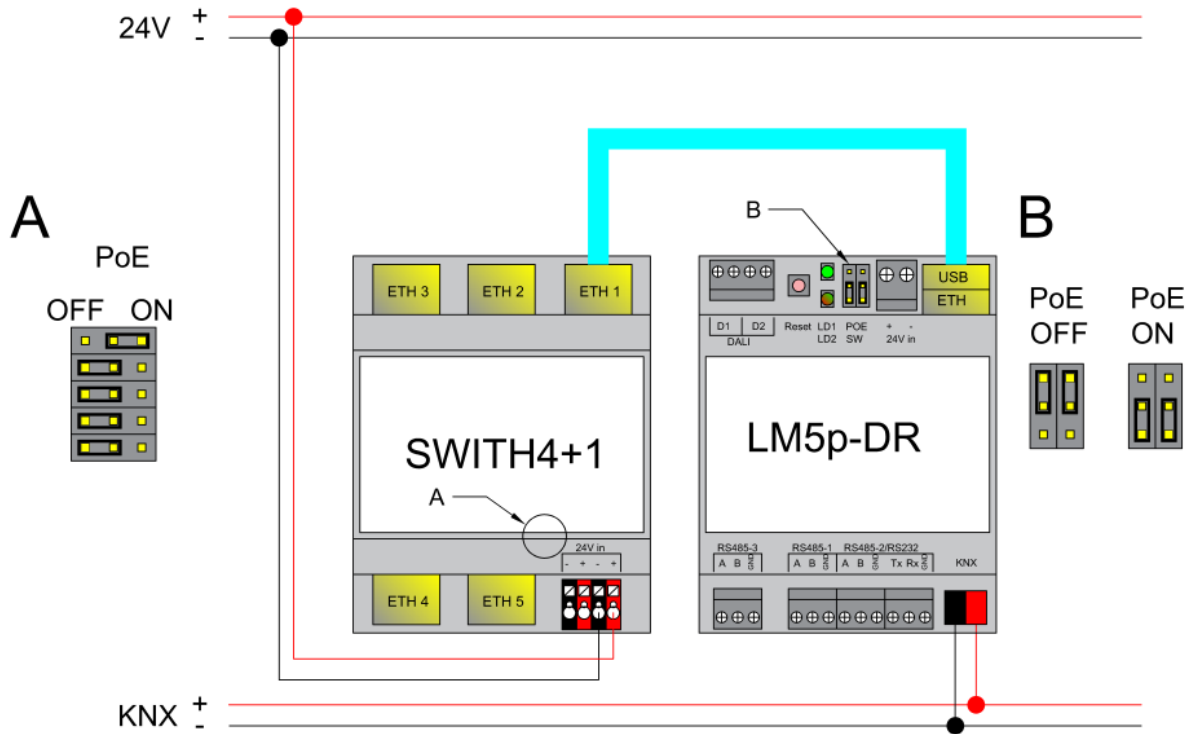 24V + -
A
PoE
OFF ON
B
B
PoE OFF
PoE ON
ETH 3 ETH 2 ETH 1
SWITH4+1
A
24V in
- + - +
ETH 4 ETH 5
USB
ETH
D1 D2
DALI
Reset LD1 POE + -
LD2 SW 24V in
LM5p-DR
RS485-3 RS485-1 RS485-2/RS232
A B GND A B GND A B GND Tx Rx GND KNX
KNX + -